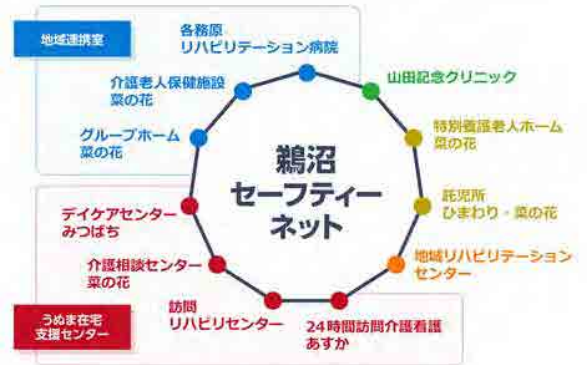 地域連携室
各務原
リハビリテーション病院
山田記念クリニック
介護老人保健施設
菜の花
特別養護老人ホーム
菜の花
グループホーム
菜の花
鵜沼
セーフティー
ネット
託児所
ひまわり・菜の花
デイケアセンター
みつばち
地域リハビリテーション
センター
介護相談センター
菜の花
訪問
リハビリセンター
24時間訪問介護看護
あすか
うぬま在宅
支援センター